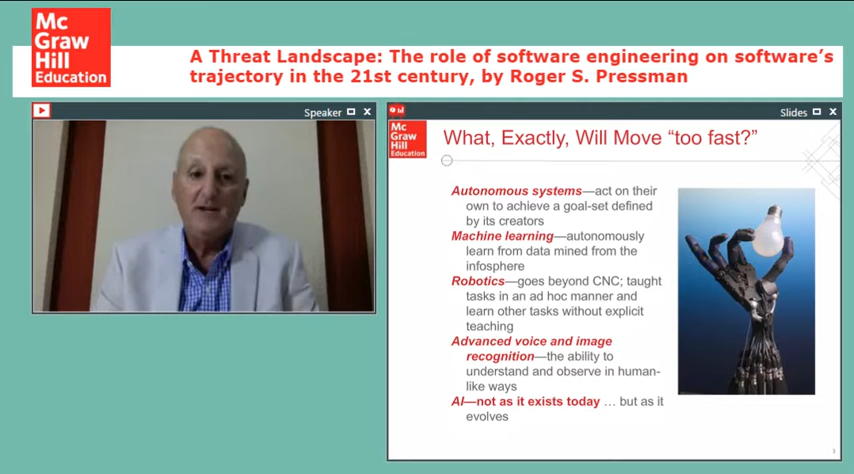 Mc
Graw
Hill
Education
A Threat Landscape: The role of software engineering on software's
trajectory in the 21st century, by Roger S. Pressman
Speaker
Slides
Mc
Graw
Hill
Education
What, Exactly, Will Move “too fast?”
Autonomous systems—act on their
own to achieve a goal-set defined
by its creators
Machine learning—autonomously
learn from data mined from the
infosphere
Robotics—goes beyond CNC; taught
tasks in an ad hoc manner and
learn other tasks without explicit
teaching
Advanced voice and image
recognition—the ability to
understand and observe in human-
like ways
AI—not as it exists today … but as it
evolves
3